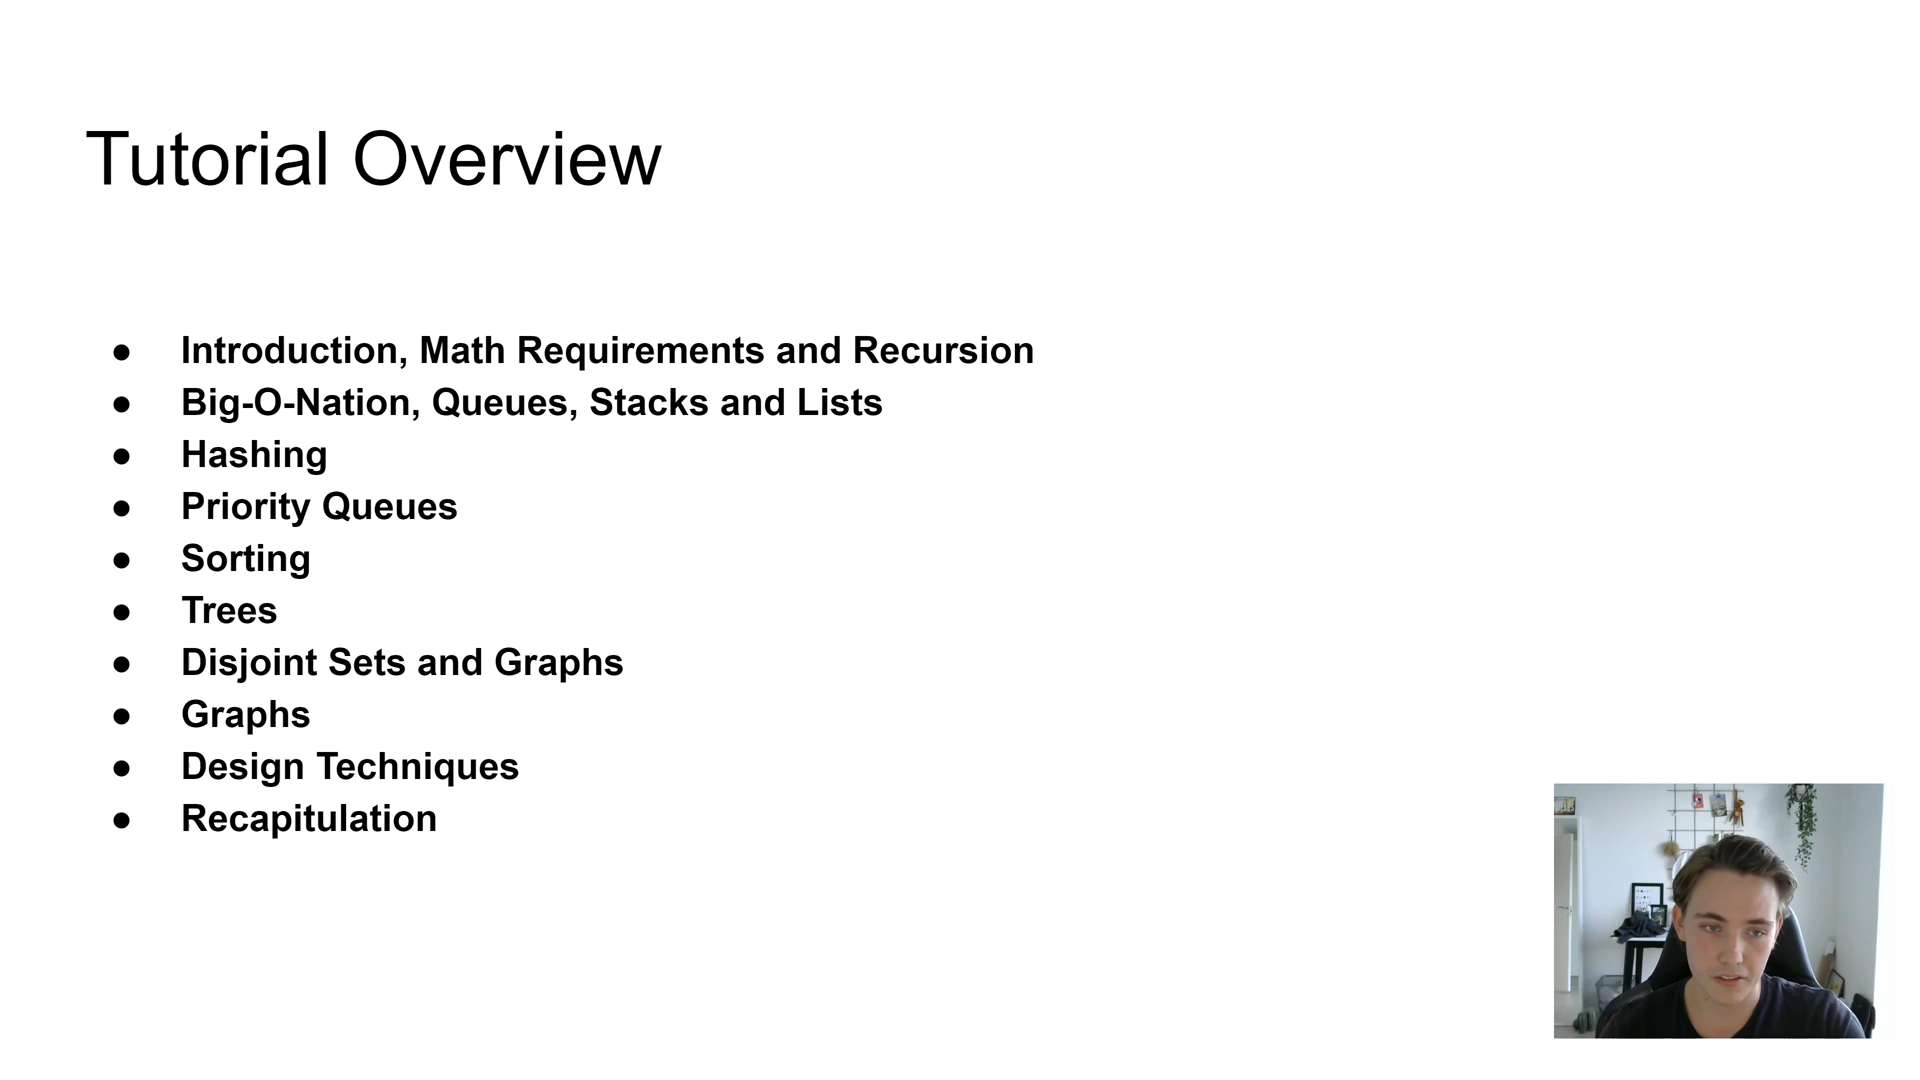 Tutorial Overview
● Introduction, Math Requirements and Recursion
● Big-O-Nation, Queues, Stacks and Lists
● Hashing
● Priority Queues
● Sorting
● Trees
● Disjoint Sets and Graphs
● Graphs
● Design Techniques
● Recapitulation